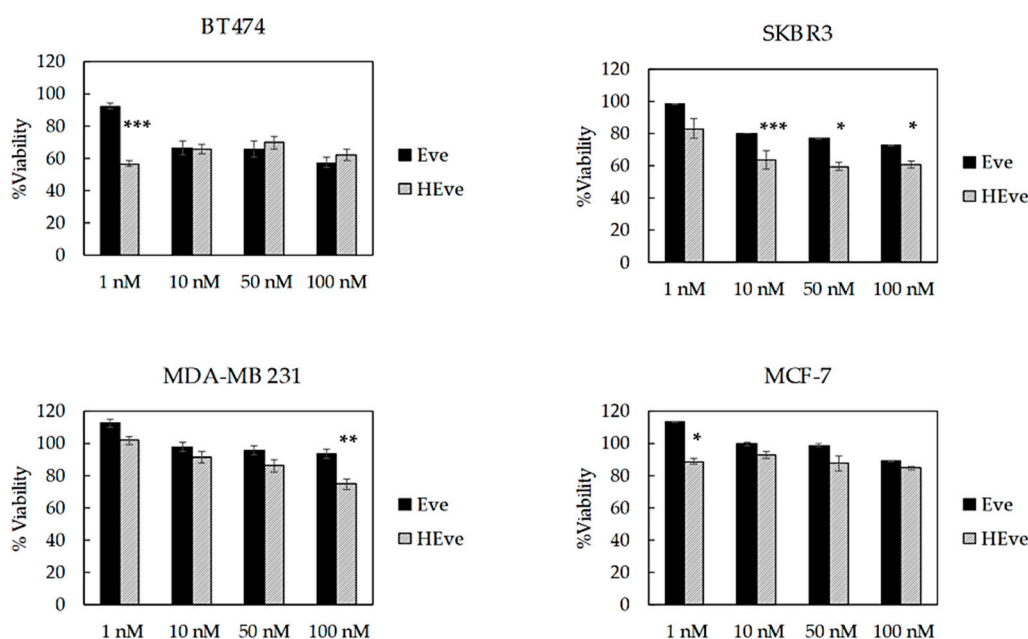 BT474
%Viability
120
100
80
60
40
20
0
***
1 nM 10 nM 50 nM 100 nM
Eve
HEve
SKBR3
%Viability
120
100
80
60
40
20
0
*** * *
1 nM 10 nM 50 nM 100 nM
Eve
HEve
MDA-MB 231
% Viability
120
100
80
60
40
20
0
**
1 nM 10 nM 50 nM 100 nM
Eve
HEve
MCF-7
% Viability
120
100
80
60
40
20
0
*
1 nM 10 nM 50 nM 100 nM
Eve
HEve